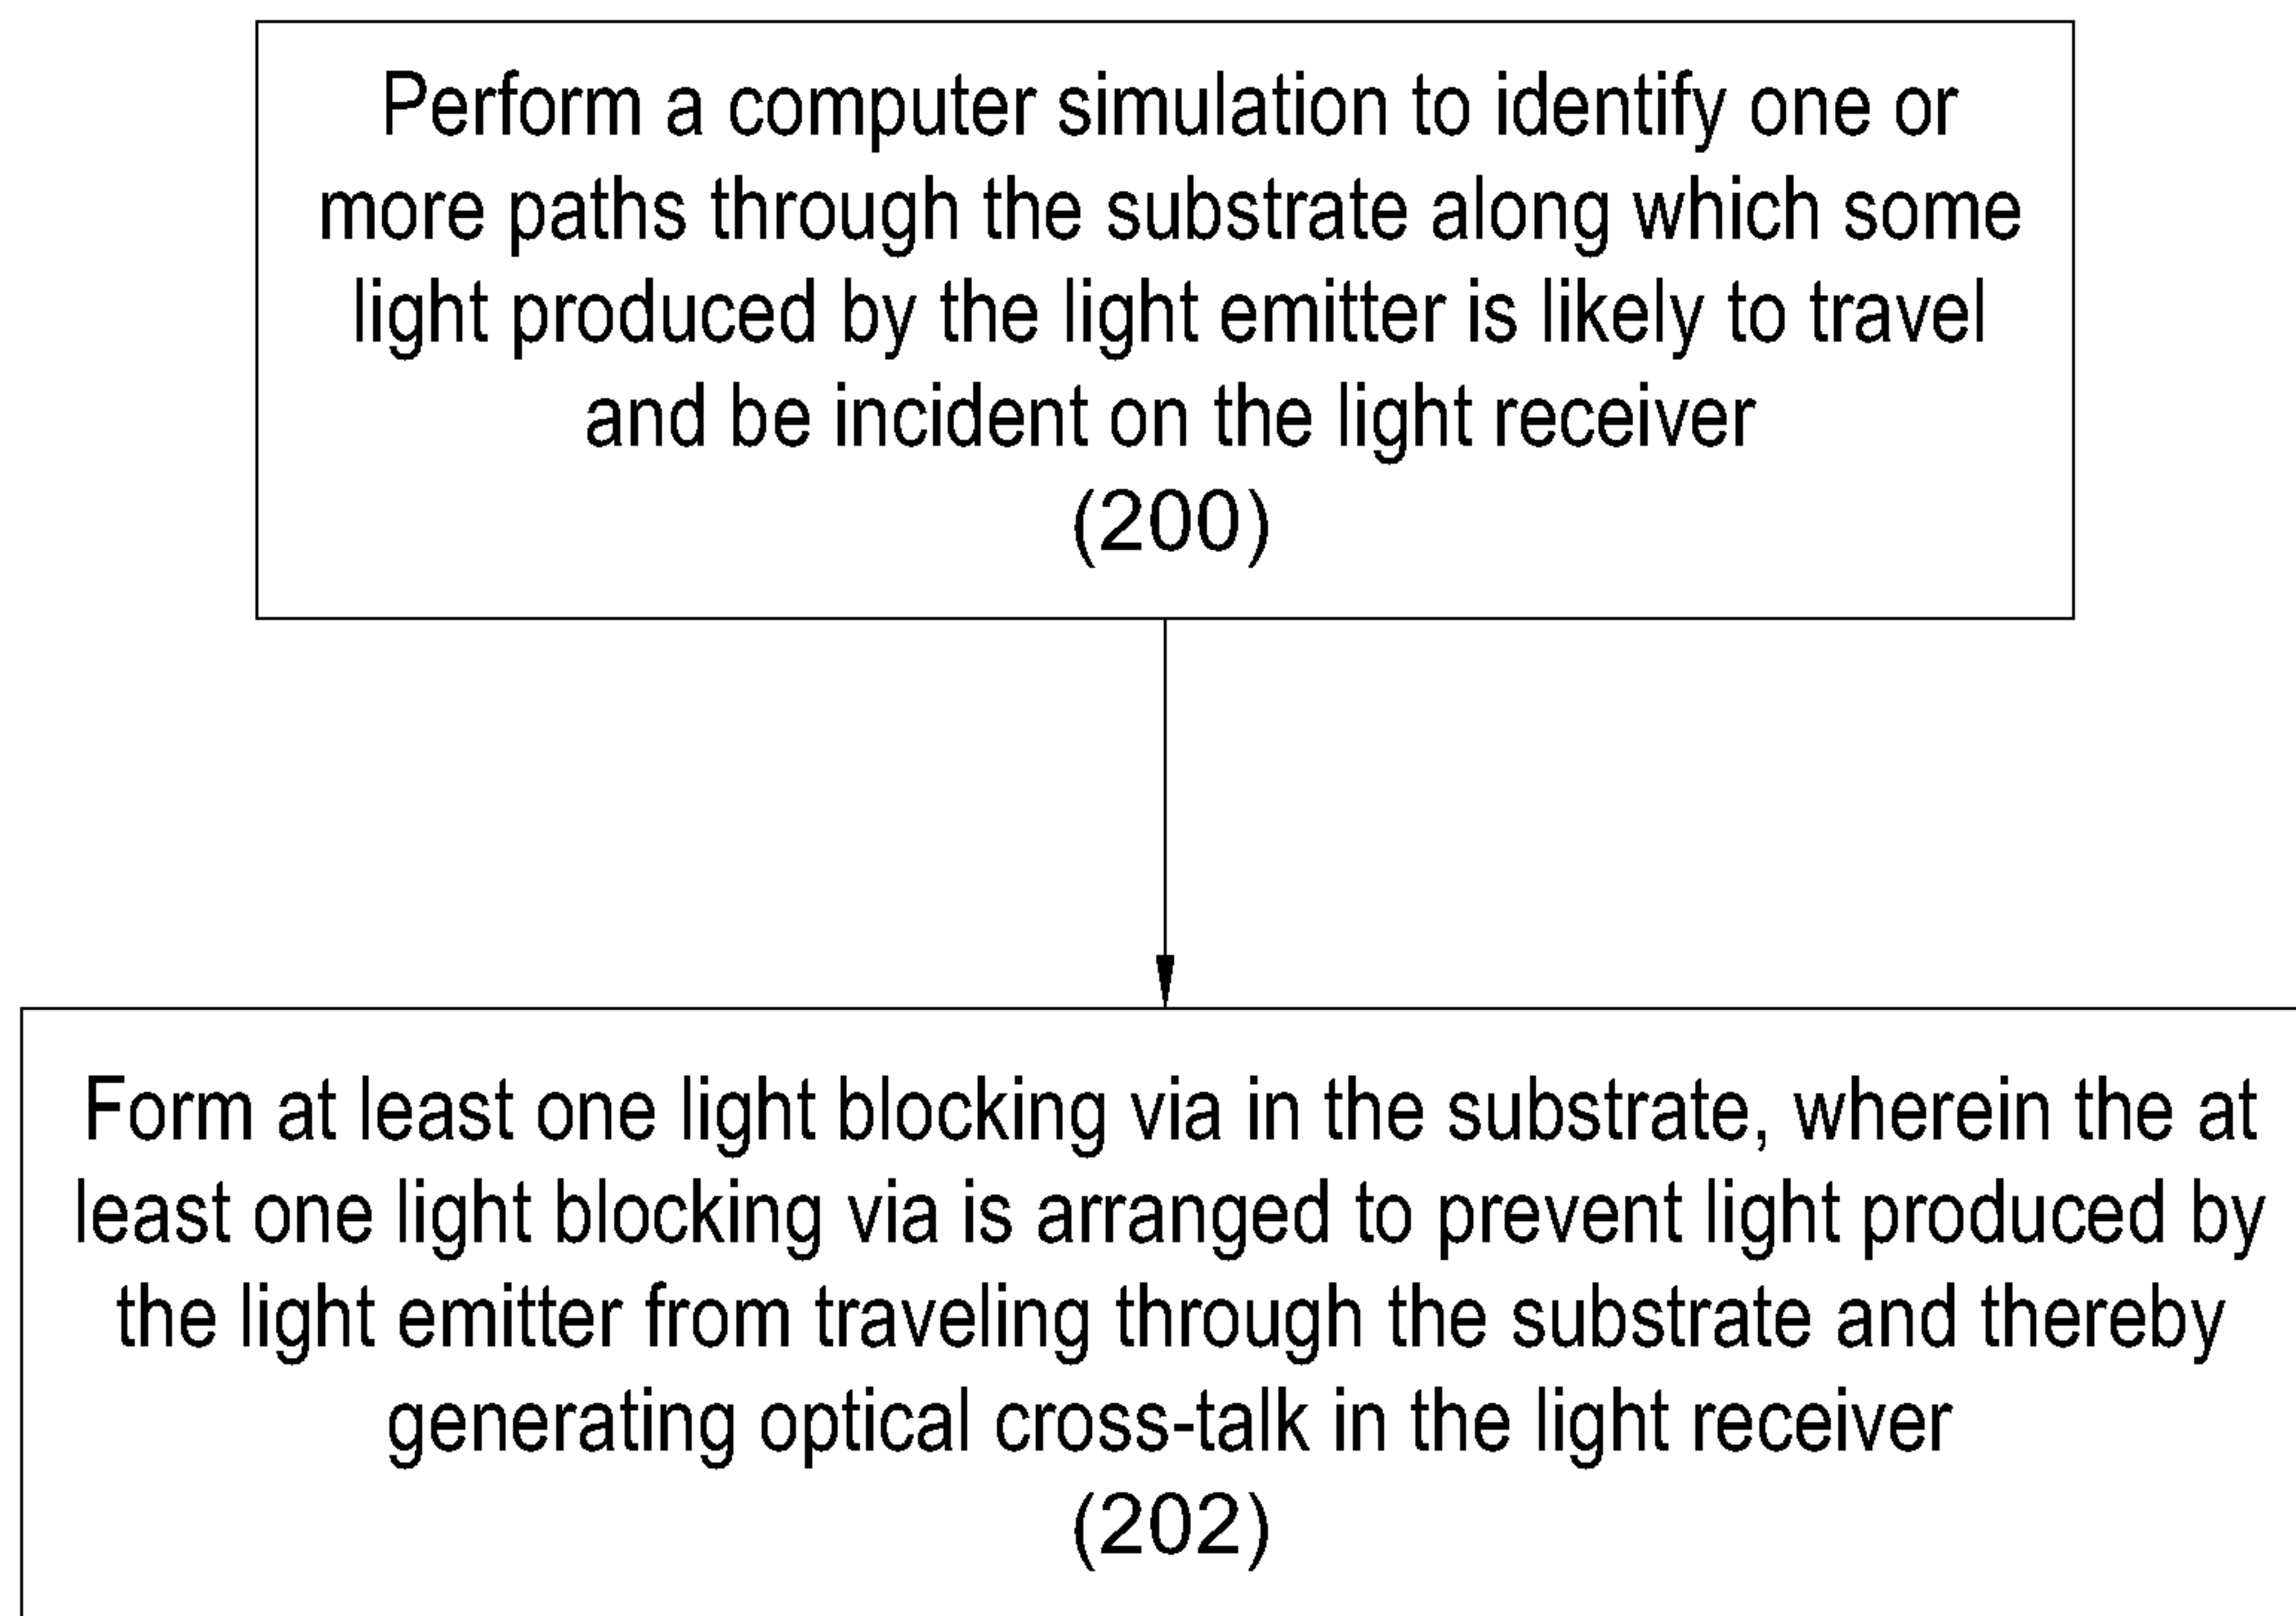 Perform a computer simulation to identify one or
more paths through the substrate along which some
light produced by the light emitter is likely to travel
and be incident on the light receiver
(200)
Form at least one light blocking via in the substrate, wherein the at
least one light blocking via is arranged to prevent light produced by
the light emitter from traveling through the substrate and thereby
generating optical cross-talk in the light receiver
(202)